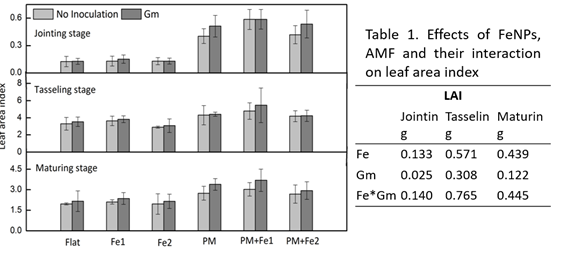 No Inoculation Gm
Jointing stage
0.6
0.3
0.0
Tasseling stage
8
6
4
2
0
Leaf area index
Maturing stage
4.5
3.0
1.5
0.0
Flat Fe1 Fe2 PM PM+Fe1 PM+Fe2
Table 1. Effects of FeNPs,
AMF and their interaction
on leaf area index
LAI
Jointin Tasselin Maturin
g g g
Fe 0.133 0.571 0.439
Gm 0.025 0.308 0.122
Fe*Gm 0.140 0.765 0.445